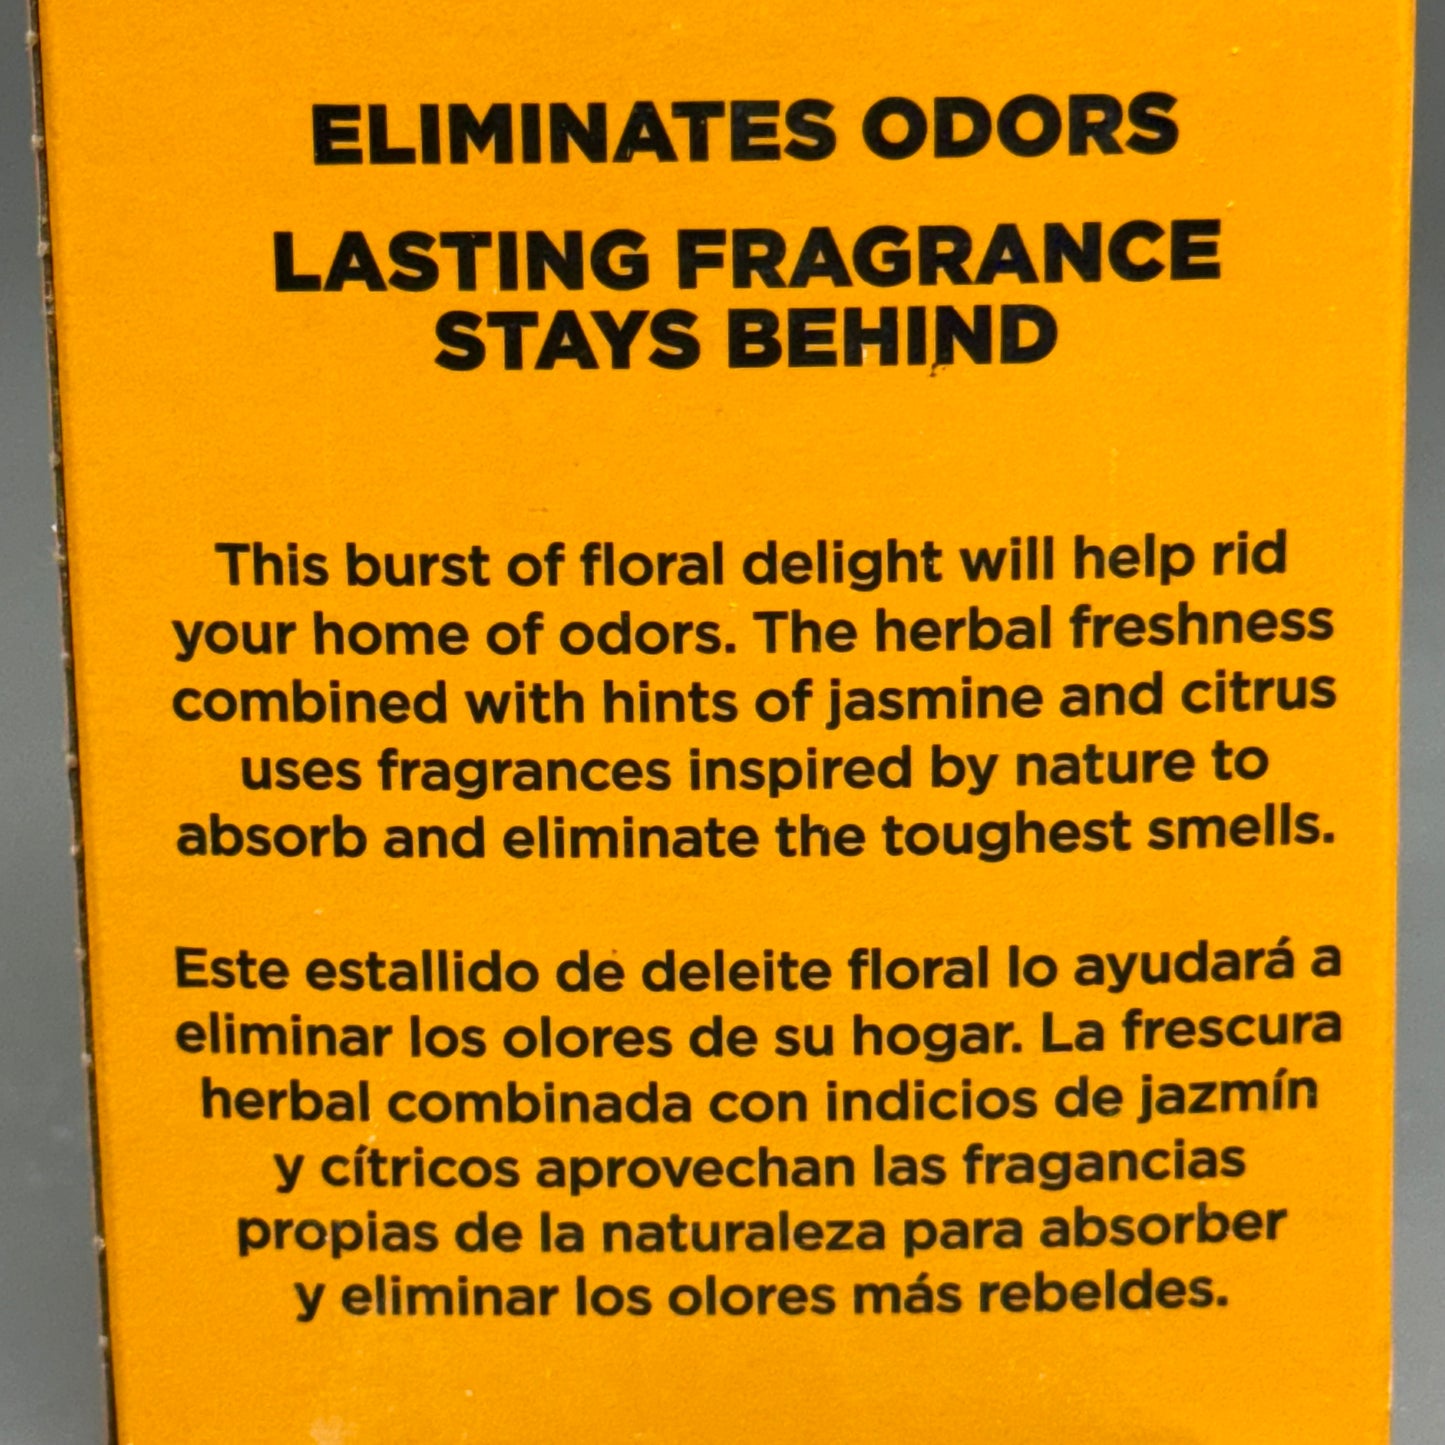 ELIMINATES ODORS
LASTING FRAGRANCE
STAYS BEHIND
This burst of floral delight will help rid
your home of odors. The herbal freshness
combined with hints of jasmine and citrus
uses fragrances inspired by nature to
absorb and eliminate the toughest smells.
Este estallido de deleite floral lo ayudará a
eliminar los olores de su hogar. La frescura
herbal combinada con indicios de jazmín
y cítricos aprovechan las fragancias
propias de la naturaleza para absorber
y eliminar los olores más rebeldes.